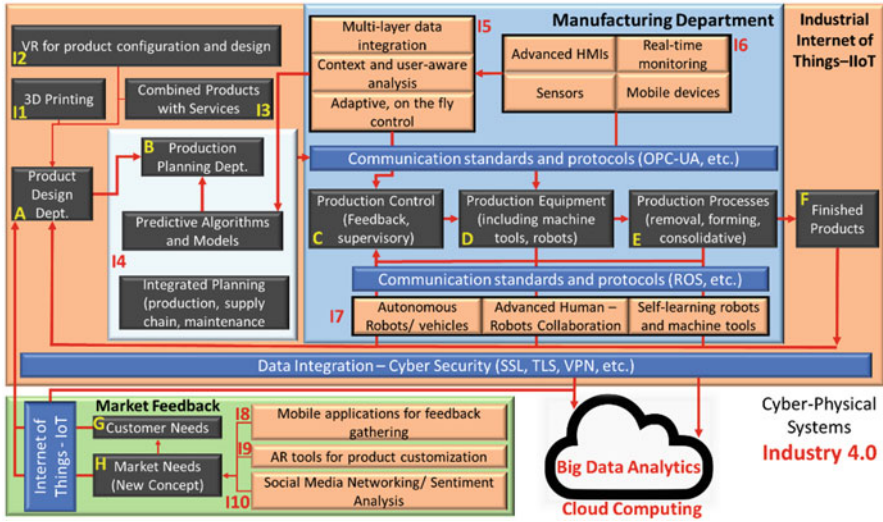 Manufacturing Department
Industrial
Internet of
Things–IIoT
VR for product configuration and design
I2
3D Printing
I1
Combined Products
with Services
I3
Multi-layer data
integration
Context and user-aware
analysis
Adaptive, on the fly
control
I5
Advanced HMIs
Real-time
monitoring
Sensors
Mobile devices
I6
Product
Design
Dept.
A
B
Production
Planning Dept.
Predictive Algorithms
and Models
I4
Integrated Planning
(production, supply
chain, maintenance
Communication standards and protocols (OPC-UA, etc.)
Production Control
(Feedback,
supervisory)
C
Production Equipment
(including machine
tools, robots)
D
Production Processes
(removal, forming,
consolidative)
E
F
Finished
Products
Communication standards and protocols (ROS, etc.)
I7
Autonomous
Robots/ vehicles
Advanced Human –
Robots Collaboration
Self-learning robots
and machine tools
Data Integration – Cyber Security (SSL, TLS, VPN, etc.)
Market Feedback
Internet of
Things - IoT
G
Customer Needs
H
Market Needs
(New Concept)
I8
Mobile applications for feedback
gathering
I9
AR tools for product customization
I10
Social Media Networking/ Sentiment
Analysis
Big Data Analytics
Cloud Computing
Cyber-Physical
Systems
Industry 4.0